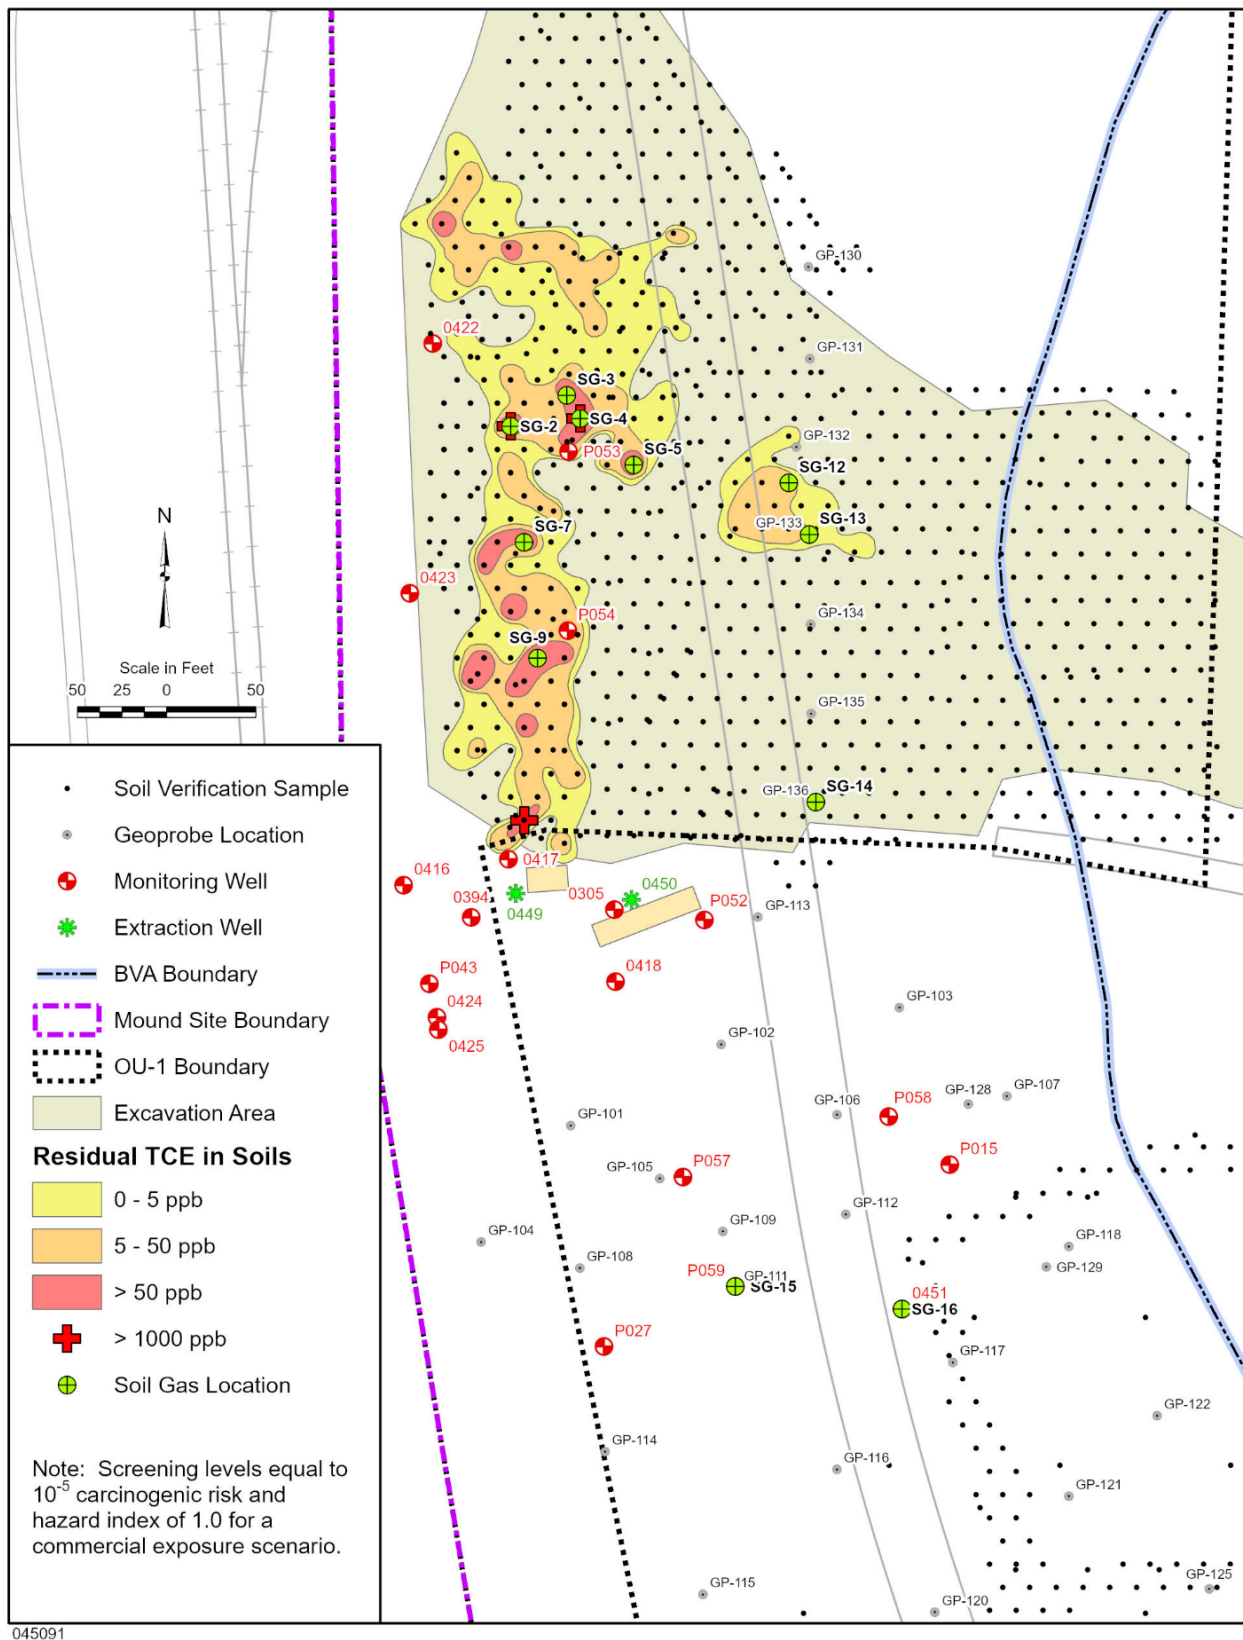 GP-130
0422
GP-131
SG-3
SG-4
SG-2
P053
SG-5
GP-132
SG-12
SG-13
GP-133
SG-7
N
0423
P054
GP-134
SG-9
Scale in Feet
50 25 0 50
GP-135
GP-136
SG-14
Soil Verification Sample
Geoprobe Location
Monitoring Well
Extraction Well
BVA Boundary
Mound Site Boundary
OU-1 Boundary
Excavation Area
Residual TCE in Soils
0 - 5 ppb
5 - 50 ppb
> 50 ppb
> 1000 ppb
Soil Gas Location
Note: Screening levels equal to
10⁻⁵ carcinogenic risk and
hazard index of 1.0 for a
commercial exposure scenario.
0417
0416
0394
0449
0305
0450
P052
GP-113
P043
0418
0424
0425
GP-103
GP-102
GP-101
GP-106
P058
GP-128
GP-107
P015
GP-105
P057
GP-104
GP-109
GP-112
GP-108
GP-118
GP-129
P059
GP-111
SG-15
0451
SG-16
P027
GP-117
GP-122
GP-114
GP-116
GP-121
GP-115
GP-120
GP-125
045091